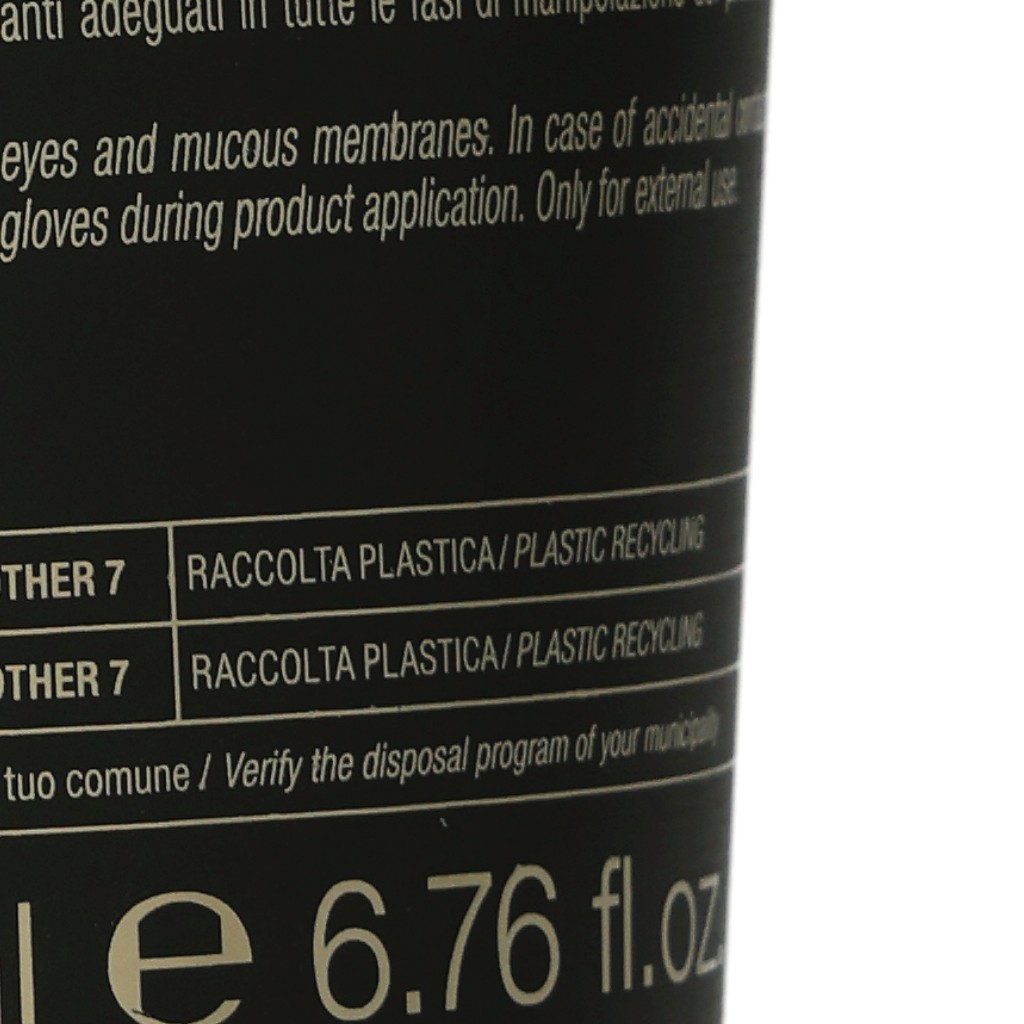 anti adeguati in tutte le fasi di manipolazione
eyes and mucous membranes. In case of accidental
gloves during product application. Only for external use.
OTHER 7 RACCOLTA PLASTICA / PLASTIC RECYCLING
OTHER 7 RACCOLTA PLASTICA / PLASTIC RECYCLING
tuo comune / Verify the disposal program of your municipality
l e 6.76 fl.oz.